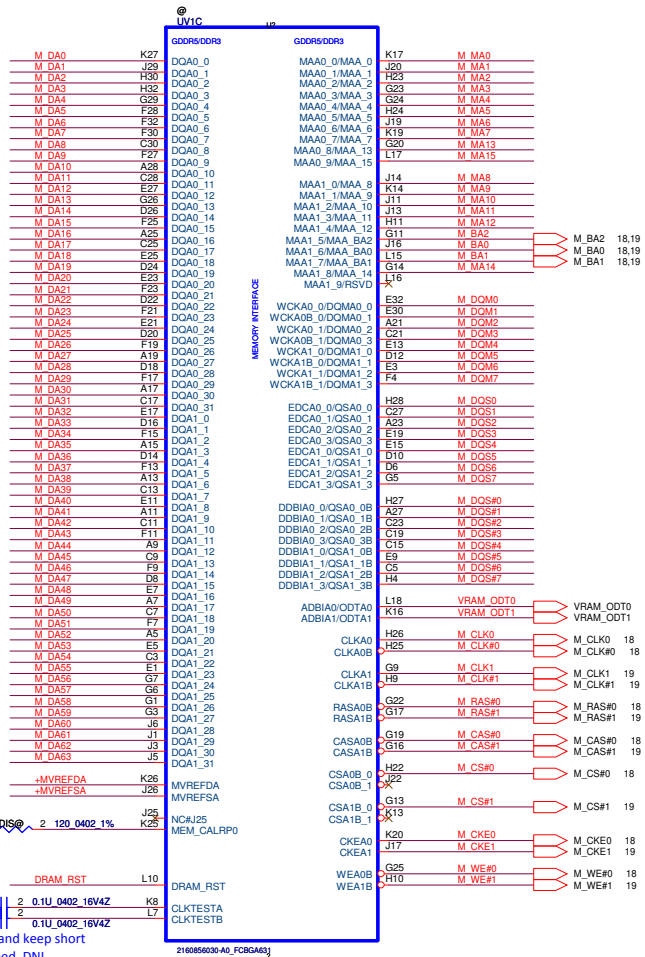 @
UV1C
GDDR5/DDR3 GDDR5/DDR3
M_DA0 K27 DQA0_0
M_DA1 J29 DQA0_1
M_DA2 H30 DQA0_2
M_DA3 H32 DQA0_3
M_DA4 G29 DQA0_4
M_DA5 F28 DQA0_5
M_DA6 F32 DQA0_6
M_DA7 F30 DQA0_7
M_DA8 C30 DQA0_8
M_DA9 F27 DQA0_9
M_DA10 A28 DQA0_10
M_DA11 C28 DQA0_11
M_DA12 E27 DQA0_12
M_DA13 G26 DQA0_13
M_DA14 D26 DQA0_14
M_DA15 F25 DQA0_15
M_DA16 A25 DQA0_16
M_DA17 C25 DQA0_17
M_DA18 E25 DQA0_18
M_DA19 D24 DQA0_19
M_DA20 E23 DQA0_20
M_DA21 F23 DQA0_21
M_DA22 D22 DQA0_22
M_DA23 F21 DQA0_23
M_DA24 E21 DQA0_24
M_DA25 D20 DQA0_25
M_DA26 F19 DQA0_26
M_DA27 A19 DQA0_27
M_DA28 D18 DQA0_28
M_DA29 F17 DQA0_29
M_DA30 A17 DQA0_30
M_DA31 C17 DQA0_31
M_DA32 E17 DQA1_0
M_DA33 D16 DQA1_1
M_DA34 F15 DQA1_2
M_DA35 A15 DQA1_3
M_DA36 D14 DQA1_4
M_DA37 F13 DQA1_5
M_DA38 A13 DQA1_6
M_DA39 C13 DQA1_7
M_DA40 E11 DQA1_8
M_DA41 A11 DQA1_9
M_DA42 C11 DQA1_10
M_DA43 F11 DQA1_11
M_DA44 A9 DQA1_12
M_DA45 C9 DQA1_13
M_DA46 F9 DQA1_14
M_DA47 D8 DQA1_15
M_DA48 E7 DQA1_16
M_DA49 A7 DQA1_17
M_DA50 C7 DQA1_18
M_DA51 F7 DQA1_19
M_DA52 A5 DQA1_20
M_DA53 E5 DQA1_21
M_DA54 C3 DQA1_22
M_DA55 E1 DQA1_23
M_DA56 G7 DQA1_24
M_DA57 G6 DQA1_25
M_DA58 G1 DQA1_26
M_DA59 G3 DQA1_27
M_DA60 J6 DQA1_28
M_DA61 J1 DQA1_29
M_DA62 J3 DQA1_30
M_DA63 J5 DQA1_31
+MVREFDA K26 MVREFDA
+MVREFSA J26 MVREFSA
J25 NC#J25
DIS@ 2 120_0402_1% K25 MEM_CALRP0
DRAM_RST L10 DRAM_RST
2 0.1U_0402_16V4Z K8 CLKTESTA
2 L7 CLKTESTB
0.1U_0402_16V4Z
and keep short
MEMORY INTERFACE
MAA0_0/MAA_0 K17 M_MA0
MAA0_1/MAA_1 J20 M_MA1
MAA0_2/MAA_2 H23 M_MA2
MAA0_3/MAA_3 G23 M_MA3
MAA0_4/MAA_4 G24 M_MA4
MAA0_5/MAA_5 H24 M_MA5
MAA0_6/MAA_6 J19 M_MA6
MAA0_7/MAA_7 K19 M_MA7
MAA0_8/MAA_13 G20 M_MA13
MAA0_9/MAA_15 L17 M_MA15
MAA1_0/MAA_8 J14 M_MA8
MAA1_1/MAA_9 K14 M_MA9
MAA1_2/MAA_10 J11 M_MA10
MAA1_3/MAA_11 J13 M_MA11
MAA1_4/MAA_12 H11 M_MA12
MAA1_5/MAA_BA2 G11 M_BA2 M_BA2 18,19
MAA1_6/MAA_BA0 J16 M_BA0 M_BA0 18,19
MAA1_7/MAA_BA1 L15 M_BA1 M_BA1 18,19
MAA1_8/MAA_14 G14 M_MA14
MAA1_9/RSVD L16
WCKA0_0/DQMA0_0 E32 M_DQM0
WCKA0B_0/DQMA0_1 E30 M_DQM1
WCKA0_1/DQMA0_2 A21 M_DQM2
WCKA0B_1/DQMA0_3 C21 M_DQM3
WCKA1_0/DQMA1_0 E13 M_DQM4
WCKA1B_0/DQMA1_1 D12 M_DQM5
WCKA1_1/DQMA1_2 E3 M_DQM6
WCKA1B_1/DQMA1_3 F4 M_DQM7
EDCA0_0/QSA0_0 H28 M_DQS0
EDCA0_1/QSA0_1 C27 M_DQS1
EDCA0_2/QSA0_2 A23 M_DQS2
EDCA0_3/QSA0_3 E19 M_DQS3
EDCA1_0/QSA1_0 E15 M_DQS4
EDCA1_1/QSA1_1 D10 M_DQS5
EDCA1_2/QSA1_2 D6 M_DQS6
EDCA1_3/QSA1_3 G5 M_DQS7
DDBIA0_0/QSA0_0B H27 M_DQS#0
DDBIA0_1/QSA0_1B A27 M_DQS#1
DDBIA0_2/QSA0_2B C23 M_DQS#2
DDBIA0_3/QSA0_3B C19 M_DQS#3
DDBIA1_0/QSA1_0B C15 M_DQS#4
DDBIA1_1/QSA1_1B E9 M_DQS#5
DDBIA1_2/QSA1_2B C5 M_DQS#6
DDBIA1_3/QSA1_3B H4 M_DQS#7
ADBIA0/ODTA0 L18 VRAM_ODT0 VRAM_ODT0
ADBIA1/ODTA1 K16 VRAM_ODT1 VRAM_ODT1
CLKA0 H26 M_CLK0 M_CLK0 18
CLKA0B H25 M_CLK#0 M_CLK#0 18
CLKA1 G9 M_CLK1 M_CLK1 19
CLKA1B H9 M_CLK#1 M_CLK#1 19
RASA0B G22 M_RAS#0 M_RAS#0 18
RASA1B G17 M_RAS#1 M_RAS#1 19
CASA0B G19 M_CAS#0 M_CAS#0 18
CASA1B G16 M_CAS#1 M_CAS#1 19
CSA0B_0 H22 M_CS#0 M_CS#0 18
CSA0B_1 J22
CSA1B_0 G13 M_CS#1 M_CS#1 19
CSA1B_1 K13
CKEA0 K20 M_CKE0 M_CKE0 18
CKEA1 J17 M_CKE1 M_CKE1 19
WEA0B G25 M_WE#0 M_WE#0 18
WEA1B H10 M_WE#1 M_WE#1 19
2160856030-A0_FCBGA631